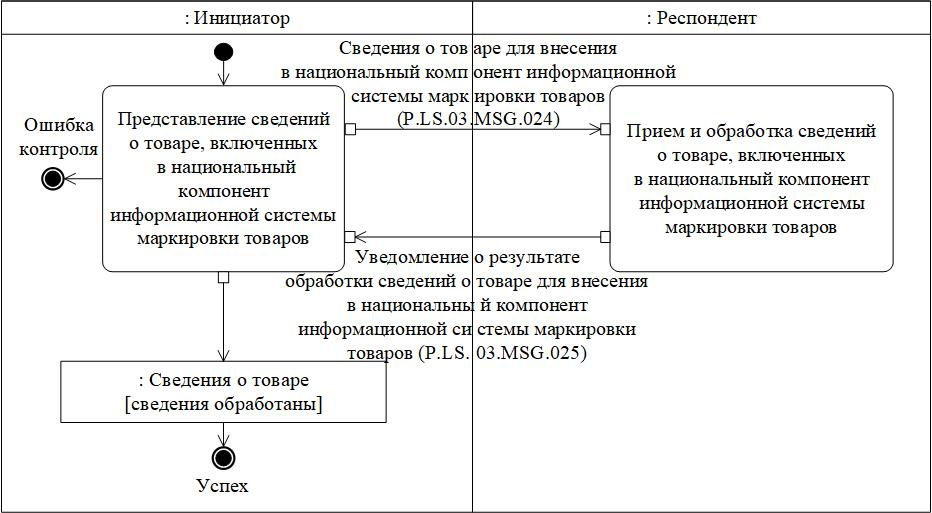 : Инициатор
: Респондент
Сведения о товаре для внесения
в национальный компонент информационной
системы маркировки товаров
(P.LS.03.MSG.024)
Ошибка
контроля
Представление сведений
о товаре, включенных
в национальный
компонент
информационной системы
маркировки товаров
Прием и обработка сведений
о товаре, включенных
в национальный компонент
информационной системы
маркировки товаров
Уведомление о результате
обработки сведений о товаре для внесения
в национальный компонент
информационной системы маркировки
товаров (P.LS.03.MSG.025)
: Сведения о товаре
[сведения обработаны]
Успех